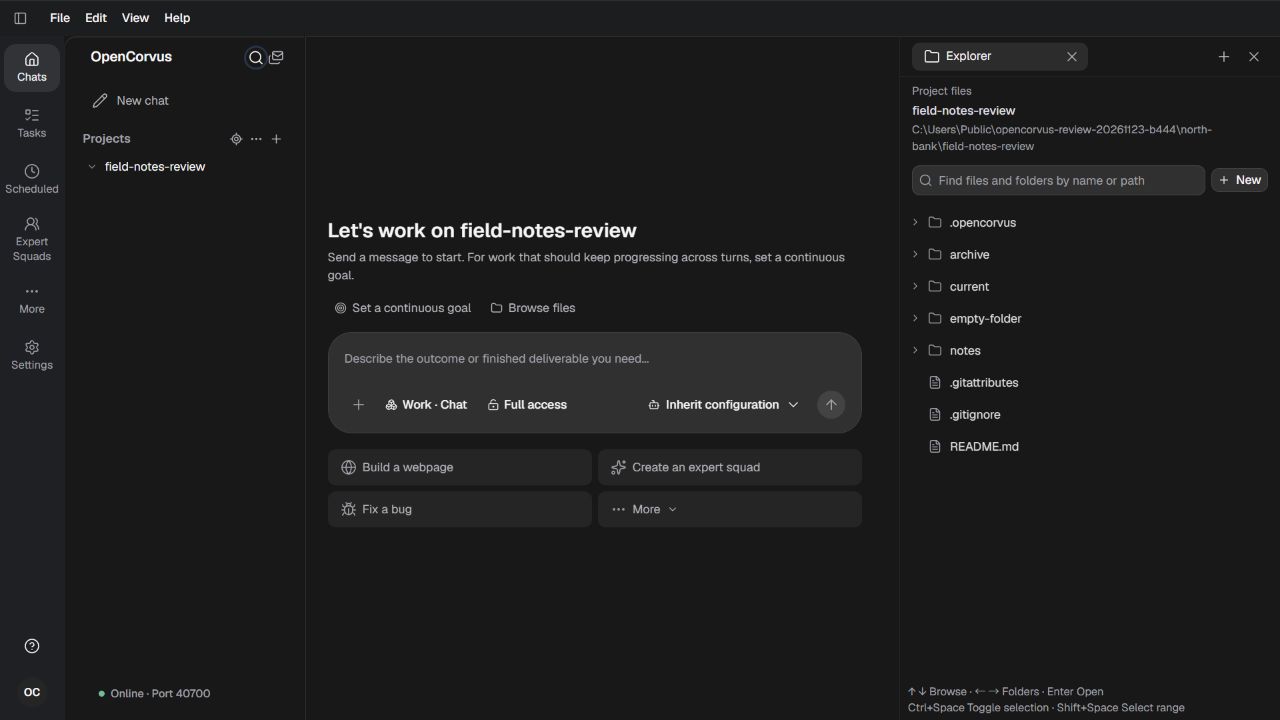 File Edit View Help
Chats
Tasks
Scheduled
Expert
Squads
More
Settings
OC
OpenCorvus
New chat
Projects
field-notes-review
Online · Port 40700
Let's work on field-notes-review
Send a message to start. For work that should keep progressing across turns, set a continuous
goal.
Set a continuous goal Browse files
Describe the outcome or finished deliverable you need...
Work · Chat Full access Inherit configuration
Build a webpage Create an expert squad
Fix a bug More
Explorer
Project files
field-notes-review
C:\Users\Public\opencorvus-review-20261123-b444\north-
bank\field-notes-review
Find files and folders by name or path New
.opencorvus
archive
current
empty-folder
notes
.gitattributes
.gitignore
README.md
↑ ↓ Browse · ← → Folders · Enter Open
Ctrl+Space Toggle selection · Shift+Space Select range